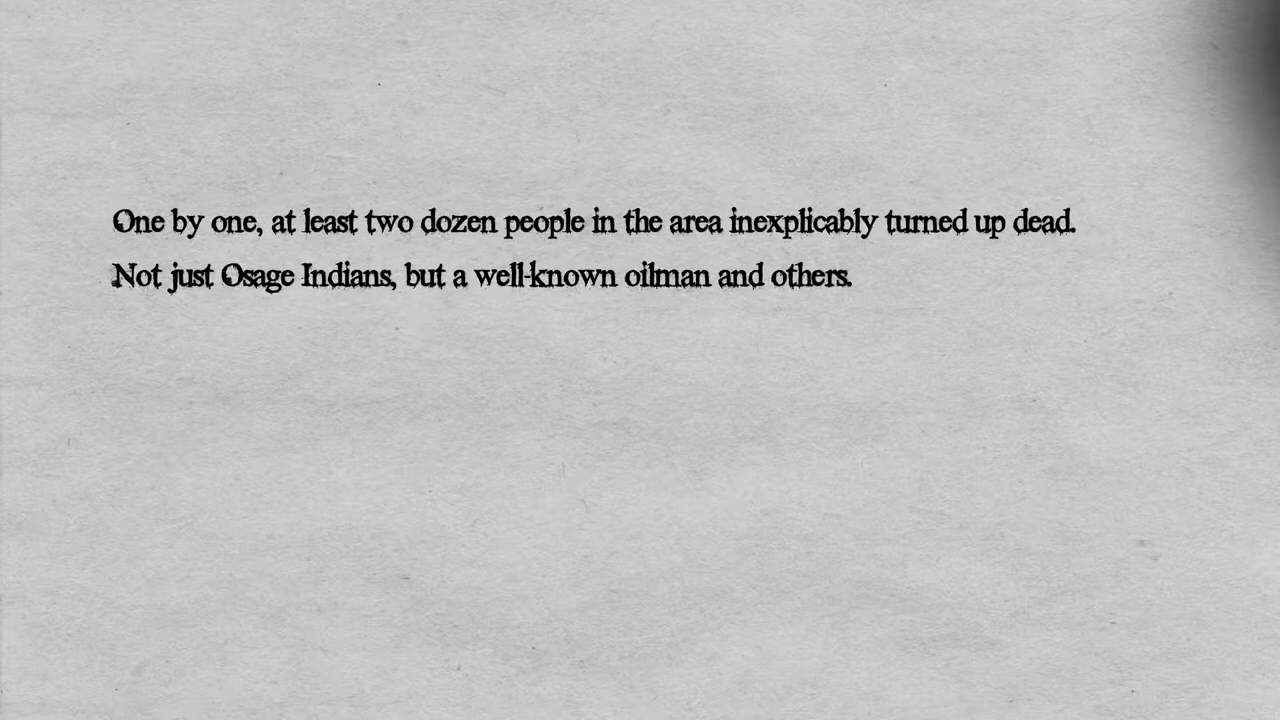 One by one, at least two dozen people in the area inexplicably turned up dead.
Not just Osage Indians, but a well-known oilman and others.